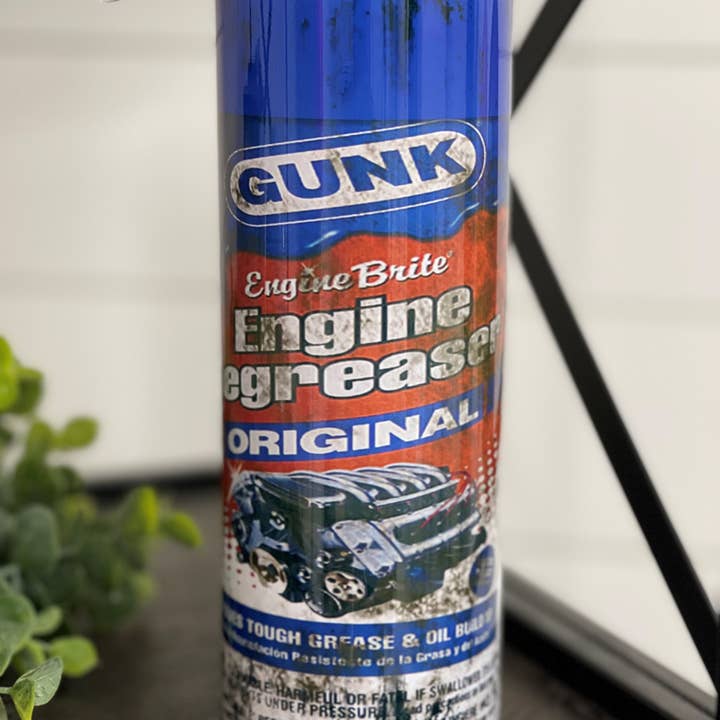 GUNK
Engine Brite®
Engine
egreaser
ORIGINAL
TOUGH GREASE & OIL BUILD
Resistente de la Grasa y del
HARMFUL OR FATAL IF SWALLOWED
UNDER PRESSURE